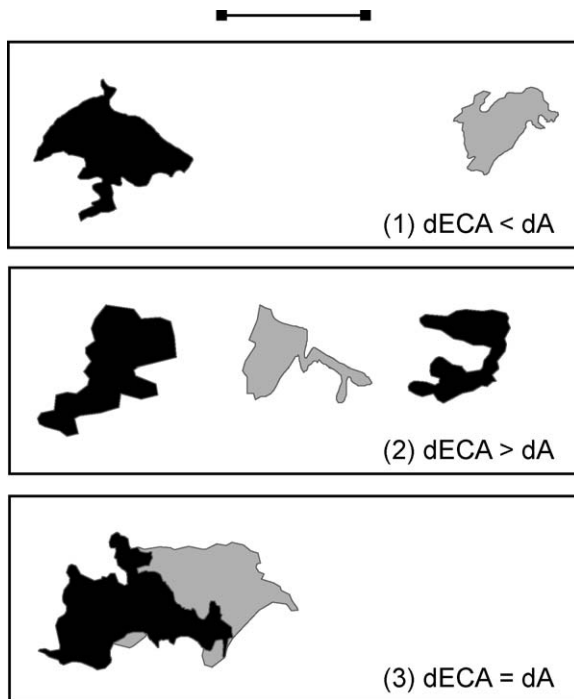 (1) dECA < dA
(2) dECA > dA
(3) dECA = dA